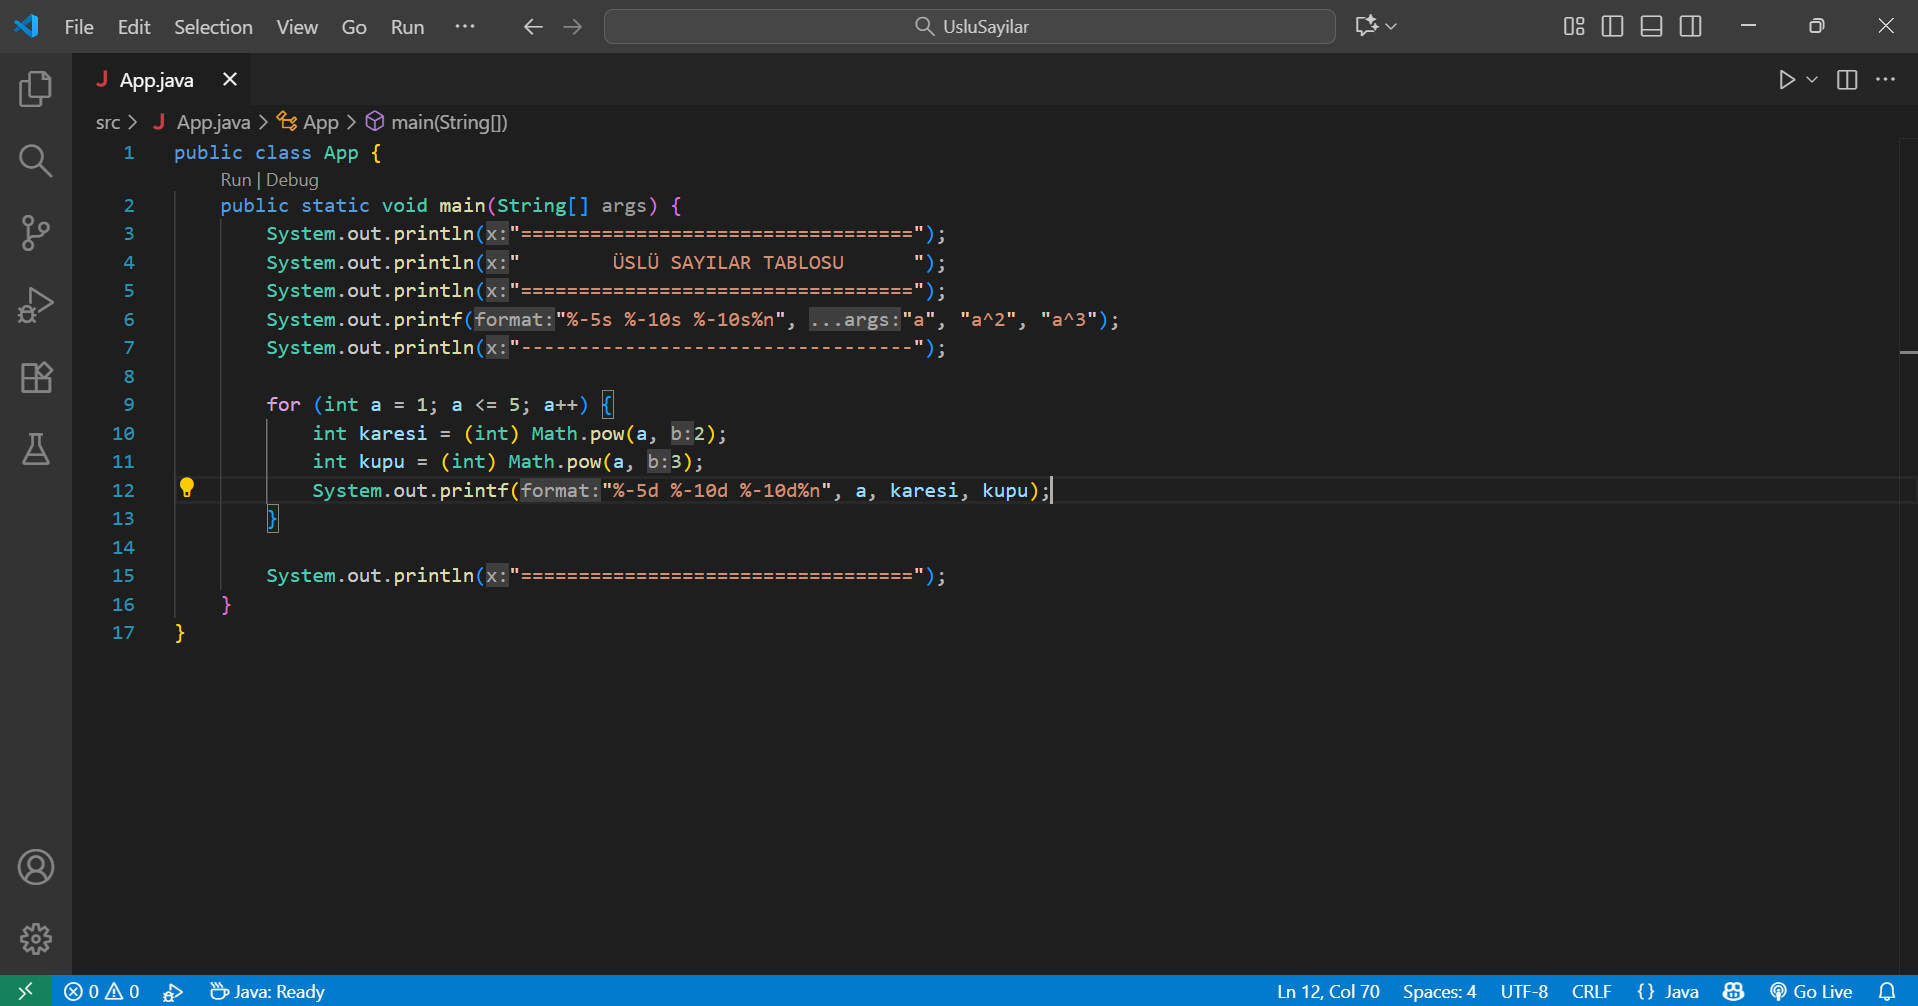 File Edit Selection View Go Run ··· UsluSayilar
App.java
src > App.java > App > main(String[])
1 public class App {
Run | Debug
2     public static void main(String[] args) {
3         System.out.println(x:"==================================");
4         System.out.println(x:"        ÜSLÜ SAYILAR TABLOSU      ");
5         System.out.println(x:"==================================");
6         System.out.printf(format:"%-5s %-10s %-10s%n", ...args:"a", "a^2", "a^3");
7         System.out.println(x:"----------------------------------");
8
9         for (int a = 1; a <= 5; a++) {
10             int karesi = (int) Math.pow(a, b:2);
11             int kupu = (int) Math.pow(a, b:3);
12             System.out.printf(format:"%-5d %-10d %-10d%n", a, karesi, kupu);
13         }
14
15         System.out.println(x:"==================================");
16     }
17 }
0 0 Java: Ready Ln 12, Col 70 Spaces: 4 UTF-8 CRLF {} Java Go Live